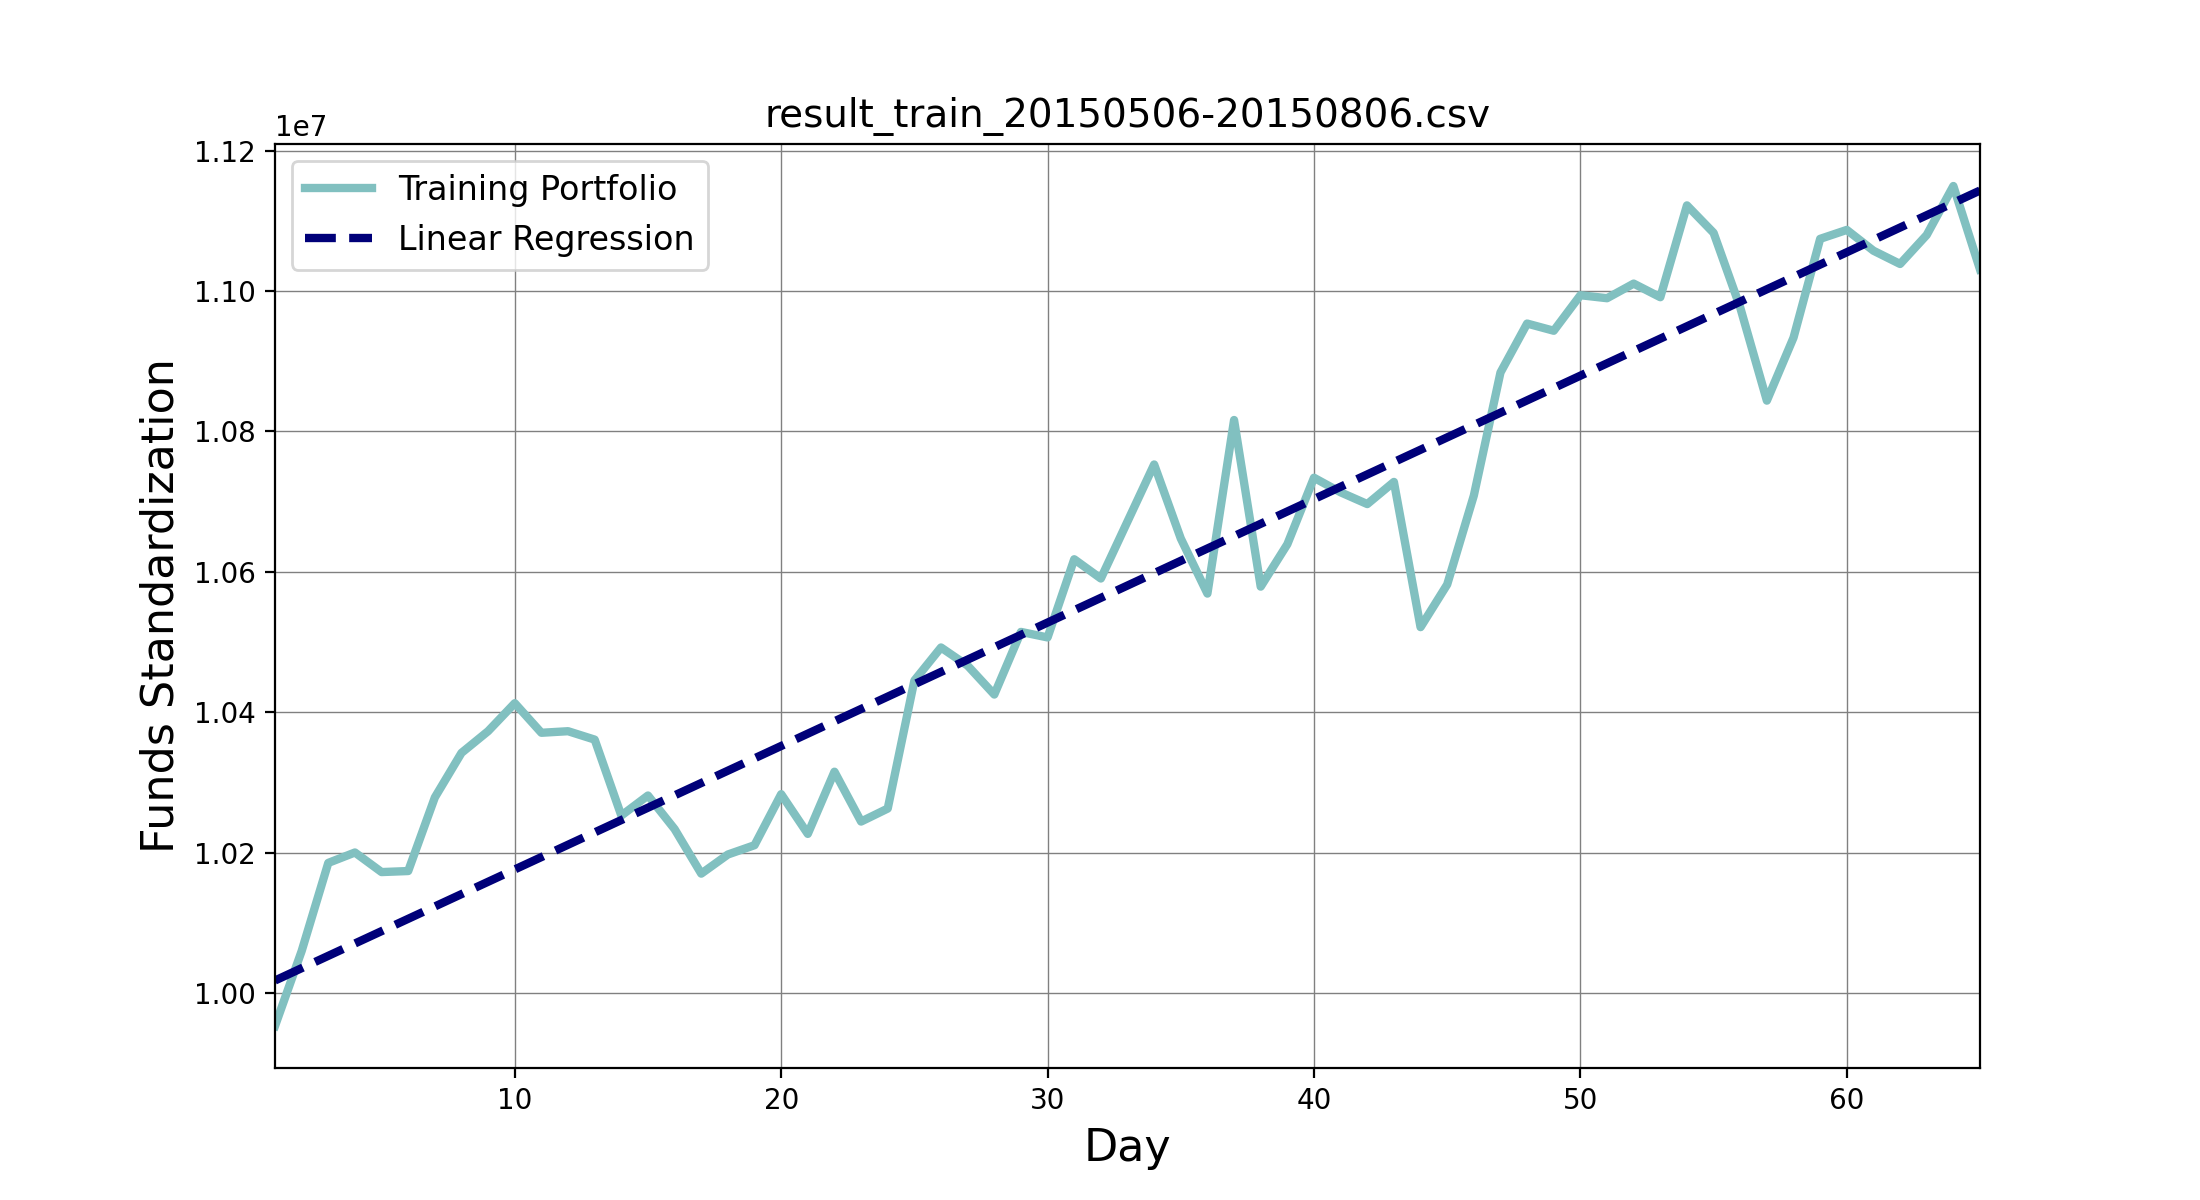 result_train_20150506-20150806.csv
1e7
Training Portfolio
Linear Regression
1.12
1.10
1.08
1.06
1.04
1.02
1.00
Funds Standardization
10 20 30 40 50 60
Day